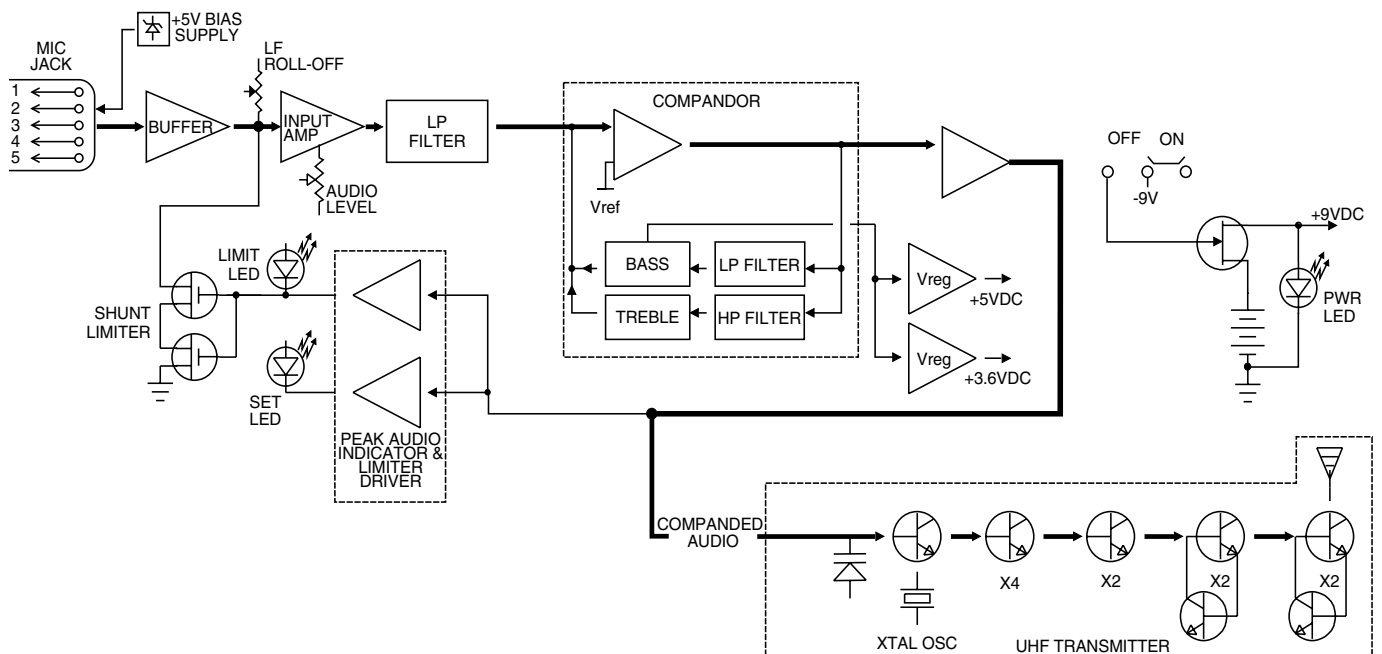 +5V BIAS
SUPPLY
MIC
JACK
1
2
3
4
5
BUFFER
LF
ROLL-OFF
INPUT
AMP
AUDIO
LEVEL
LP
FILTER
COMPANDOR
Vref
BASS
LP FILTER
TREBLE
HP FILTER
Vreg
+5VDC
Vreg
+3.6VDC
OFF
ON
-9V
+9VDC
PWR
LED
LIMIT
LED
SHUNT
LIMITER
SET
LED
PEAK AUDIO
INDICATOR &
LIMITER
DRIVER
COMPANDED
AUDIO
X4
X2
X2
X2
XTAL OSC
UHF TRANSMITTER